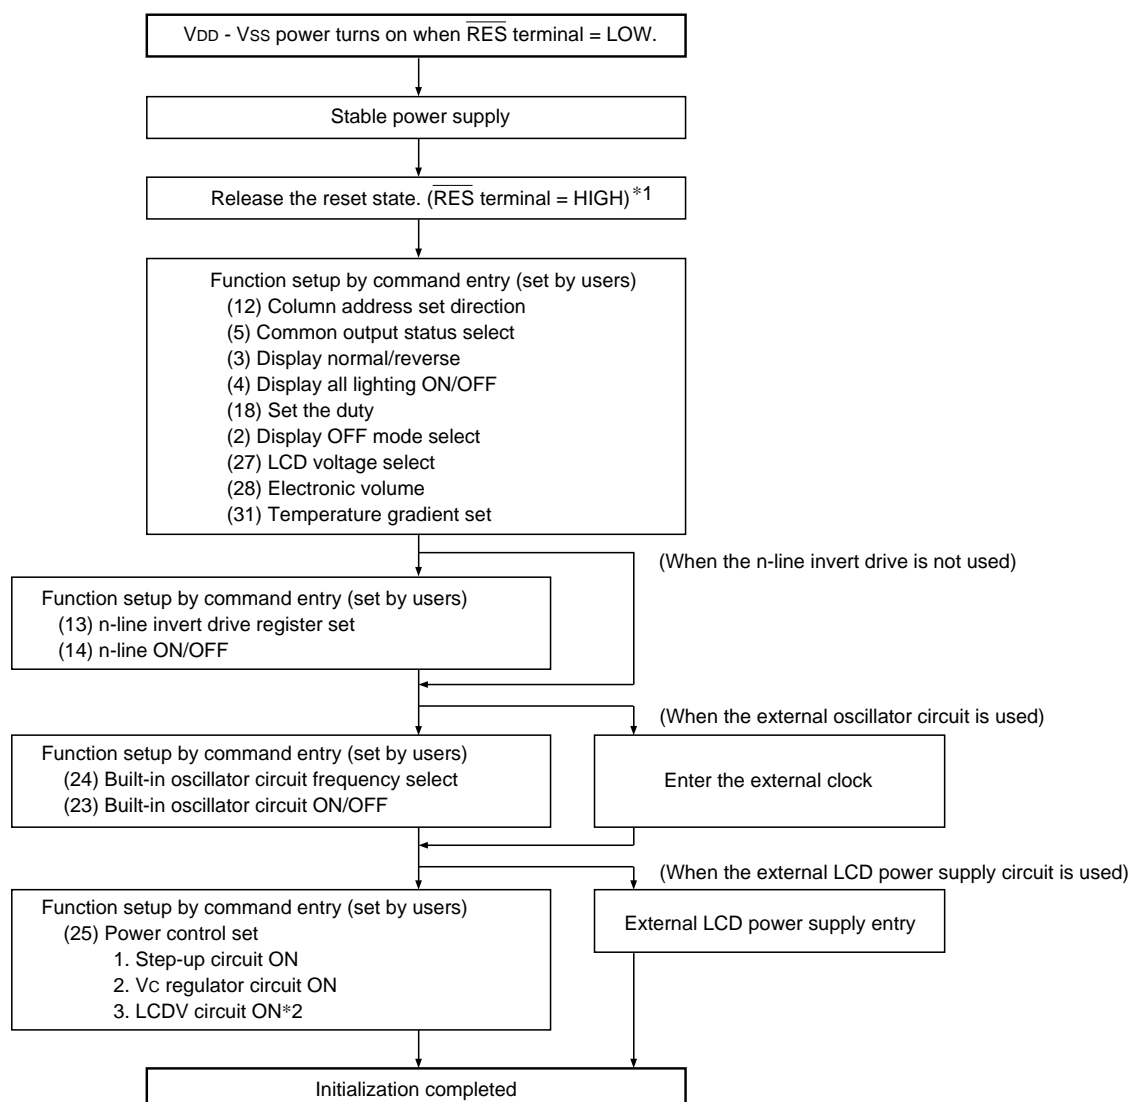 VDD - VSS power turns on when RES terminal = LOW.
Stable power supply
Release the reset state. (RES terminal = HIGH)*1
Function setup by command entry (set by users)
(12) Column address set direction
(5) Common output status select
(3) Display normal/reverse
(4) Display all lighting ON/OFF
(18) Set the duty
(2) Display OFF mode select
(27) LCD voltage select
(28) Electronic volume
(31) Temperature gradient set
(When the n-line invert drive is not used)
Function setup by command entry (set by users)
(13) n-line invert drive register set
(14) n-line ON/OFF
(When the external oscillator circuit is used)
Function setup by command entry (set by users)
(24) Built-in oscillator circuit frequency select
(23) Built-in oscillator circuit ON/OFF
Enter the external clock
(When the external LCD power supply circuit is used)
Function setup by command entry (set by users)
(25) Power control set
1. Step-up circuit ON
2. VC regulator circuit ON
3. LCDV circuit ON*2
External LCD power supply entry
Initialization completed